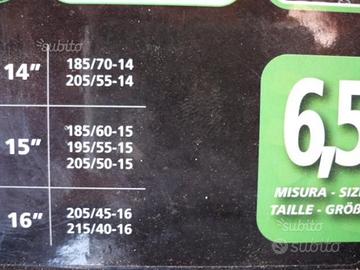 subito
14"
185/70-14
205/55-14
15"
185/60-15
195/55-15
205/50-15
16"
205/45-16
215/40-16
6,5
MISURA - SIZ
TAILLE - GRÖß
subito